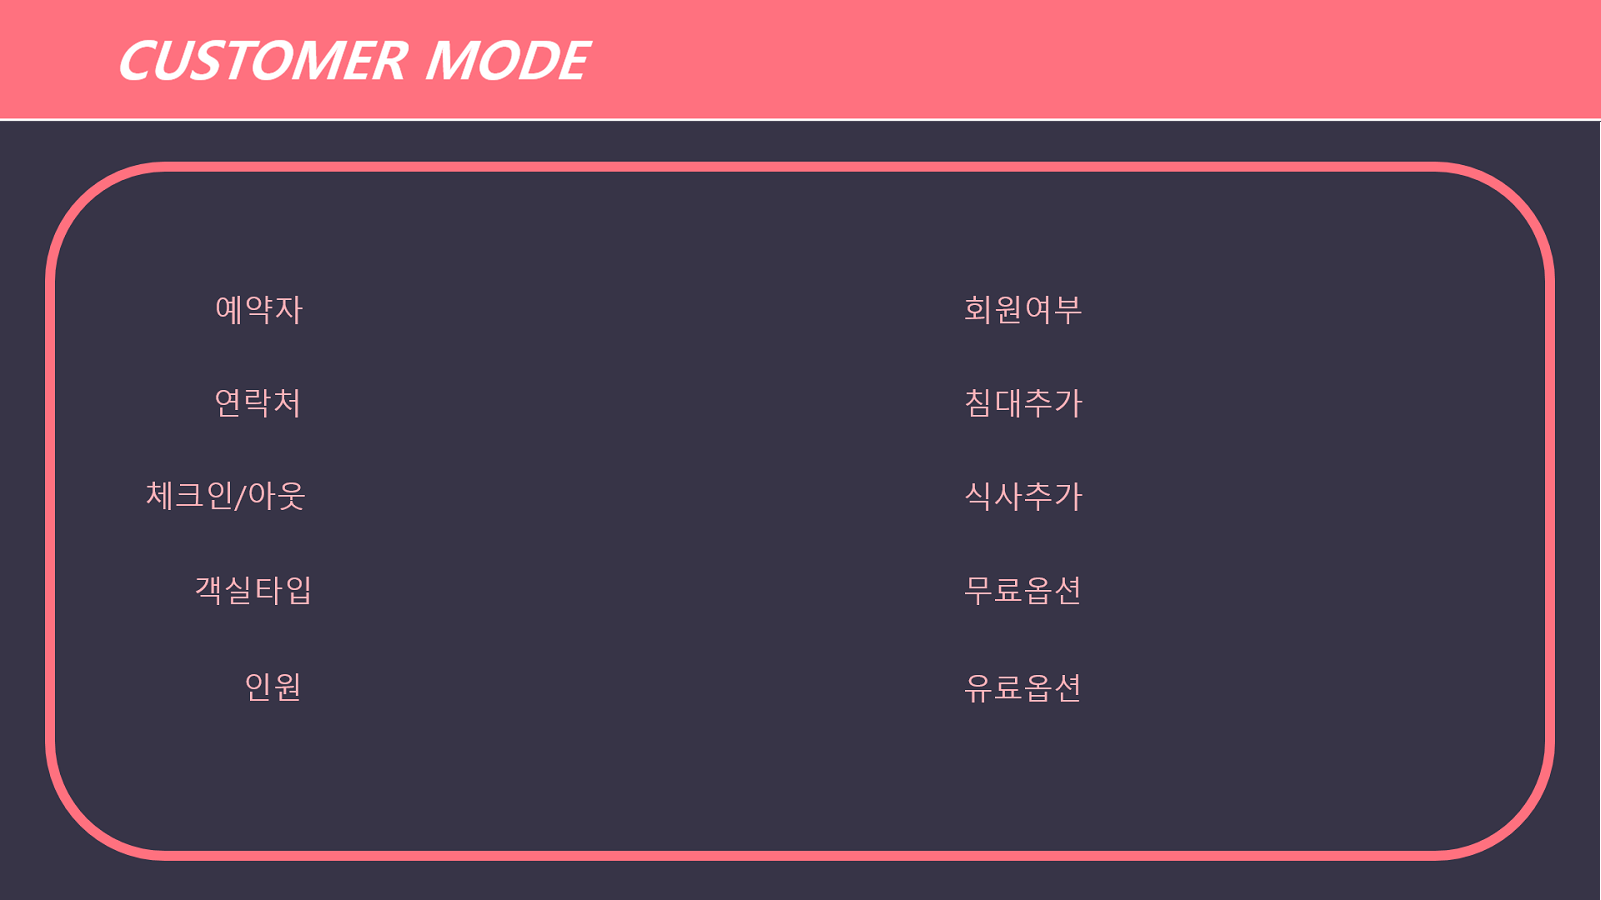 CUSTOMER MODE
예약자
연락처
체크인/아웃
객실타입
인원
회원여부
침대추가
식사추가
무료옵션
유료옵션